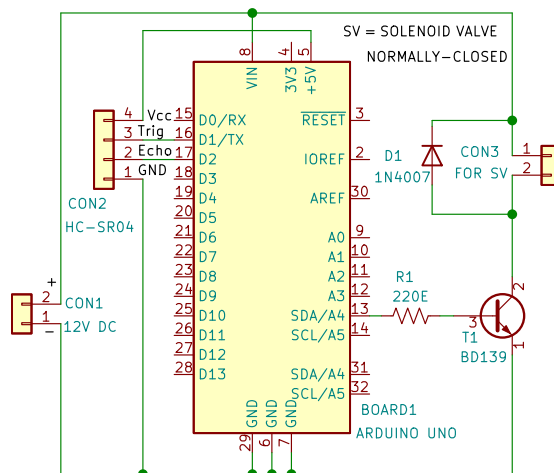 SV = SOLENOID VALVE
NORMALLY-CLOSED
8
4
5
VIN
3V3
+5V
4
Vcc
15
D0/RX
RESET
3
3
Trig
16
D1/TX
2
Echo
17
D2
IOREF
2
1
GND
18
D3
CON2
HC-SR04
19
D4
AREF
30
20
D5
21
D6
A0
9
22
D7
A1
10
23
D8
A2
11
24
D9
A3
12
25
D10
SDA/A4
13
26
D11
SCL/A5
14
27
D12
28
D13
SDA/A4
31
SCL/A5
32
GND
GND
GND
29
6
7
BOARD1
ARDUINO UNO
D1
1N4007
CON3
FOR SV
1
2
R1
220E
2
3
T1
1
BD139
+
2
CON1
1
12V DC
−